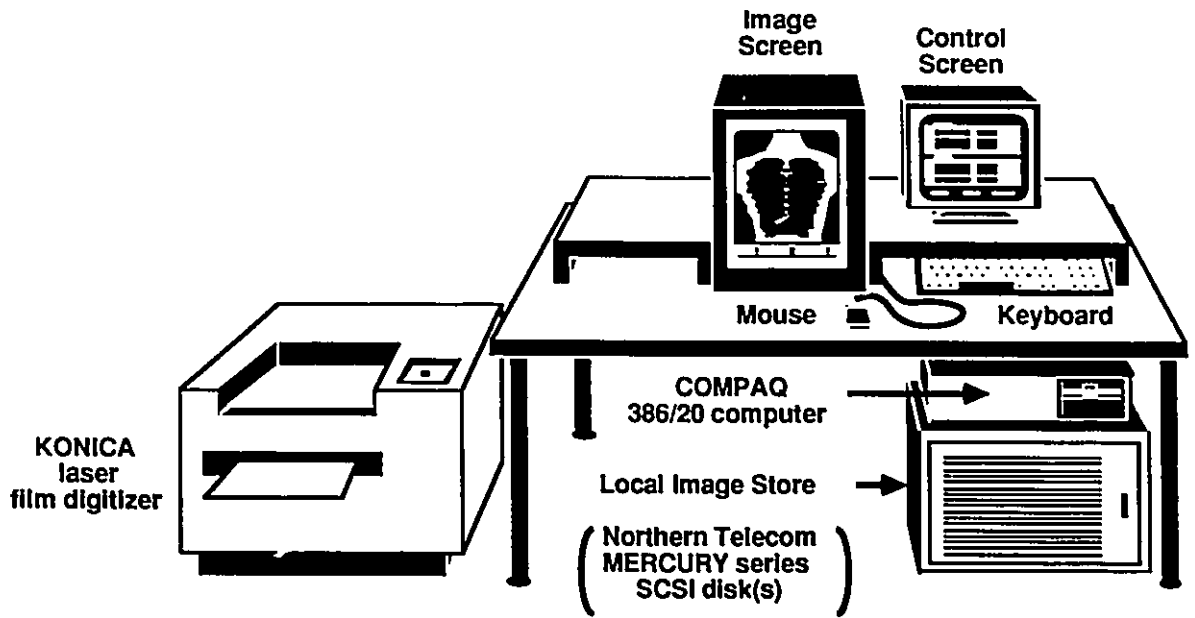 Image
Screen
Control
Screen
Mouse
Keyboard
COMPAQ
386/20 computer
KONICA
laser
film digitizer
Local Image Store
( Northern Telecom
MERCURY series
SCSI disk(s) )